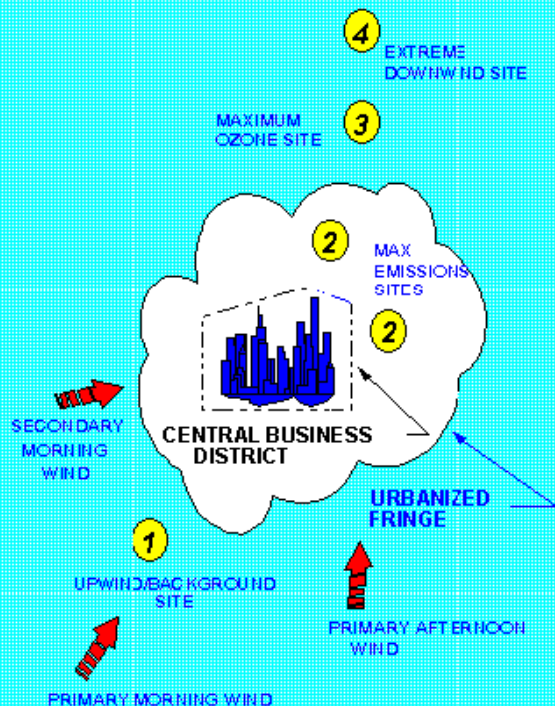 4
EXTREME
DOWNWIND SITE
MAXIMUM
OZONE SITE
3
2
MAX
EMISSIONS
SITES
2
SECONDARY
MORNING
WIND
CENTRAL BUSINESS
DISTRICT
URBANIZED
FRINGE
1
UPWIND/BACKGROUND
SITE
PRIMARY AFTERNOON
WIND
PRIMARY MORNING WIND